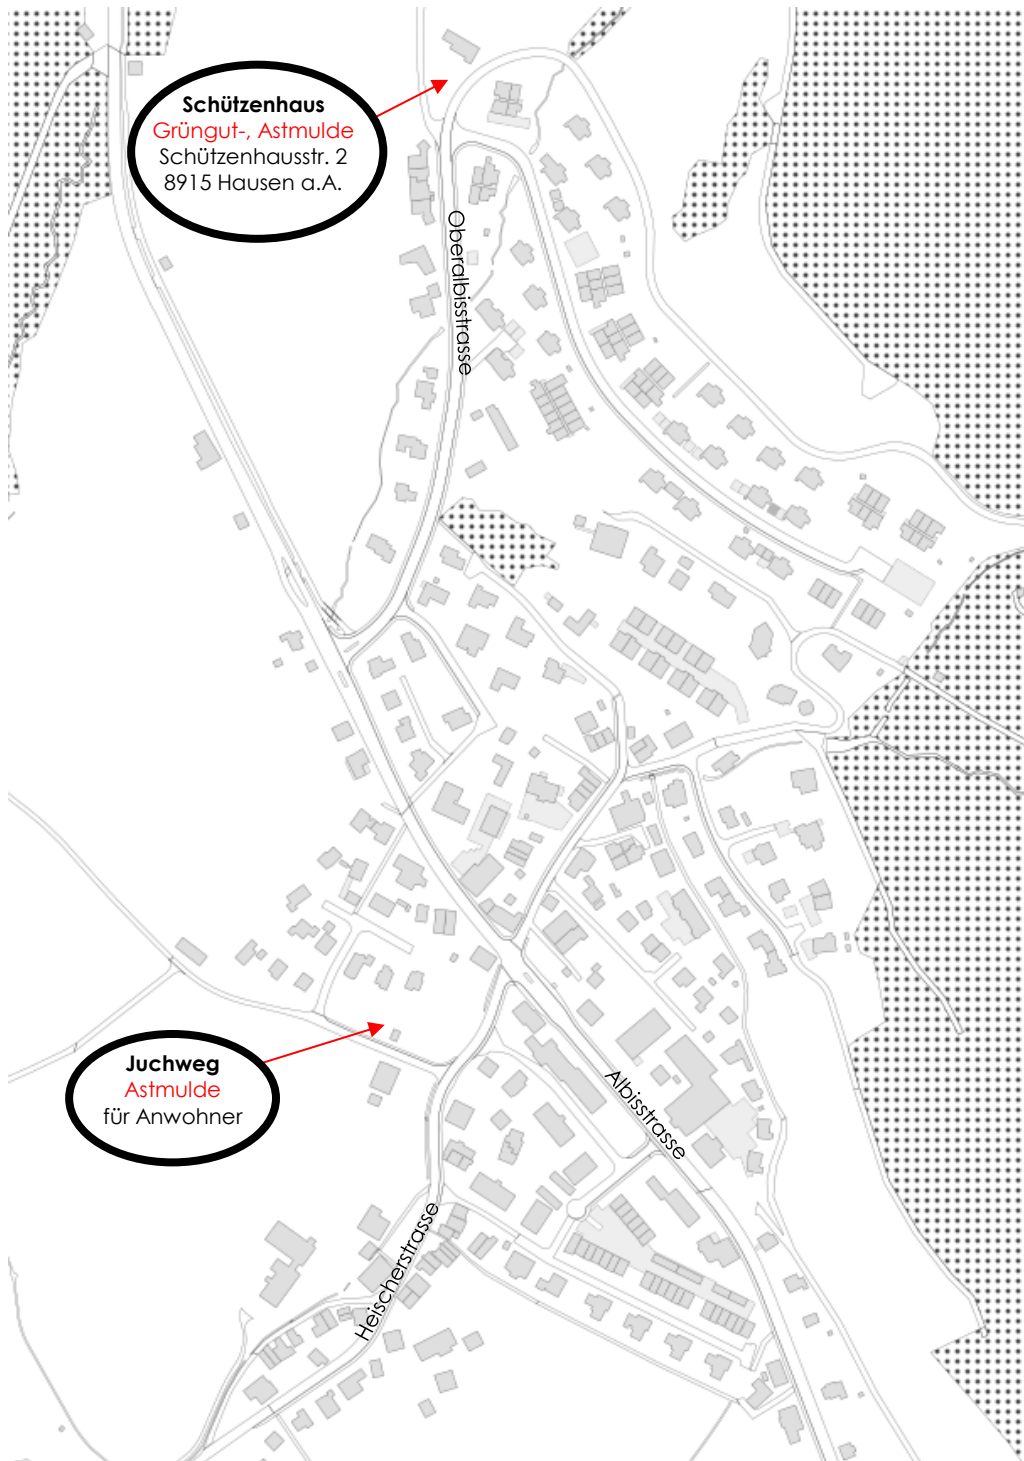 Schützenhaus
Grüngut-, Astmulde
Schützenhausstr. 2
8915 Hausen a.A.
Oberalbisstrasse
Juchweg
Astmulde
für Anwohner
Albisstrasse
Heischerstrasse